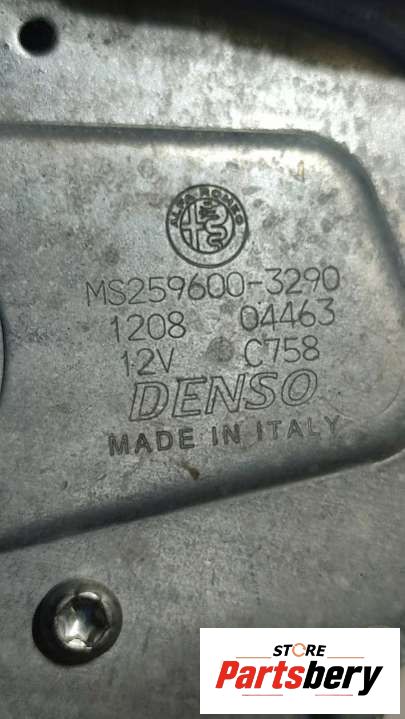 ALFA ROMEO
MS259600-3290
1208 04463
12V C758
DENSO
MADE IN ITALY
STORE
Partsbery